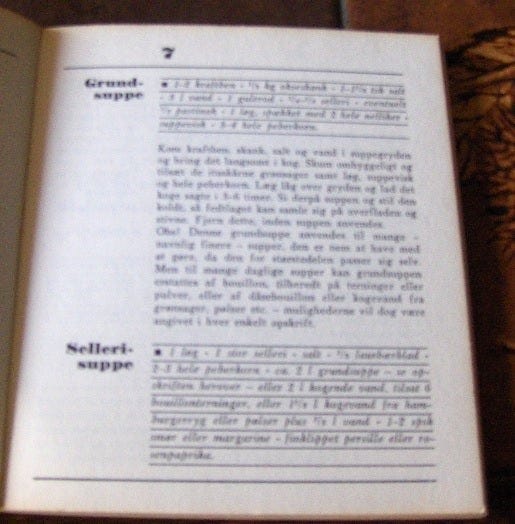 7
Grund-
suppe
■ 1-2 kraftben - ½ kg okseskank - 1-1½ tsk salt
3 l vand - 1 gulerod - ¼-½ selleri - eventuelt
½ pastinak - 1 løg, spækket med 2 hele nelliker -
suppevisk - 3-4 hele peberkorn.
Kom kraftben, skank, salt og vand i suppegryden
og bring det langsomt i kog. Skum omhyggeligt og
tilsæt de ituskårne grønsager samt løg, suppevisk
og hele peberkorn. Læg låg over gryden og lad det
koge sagte i 3-6 timer. Si derpå suppen og stil den
koldt, så fedtlaget kan samle sig på overfladen og
stivne. Fjern dette, inden suppen anvendes.
Obs! Denne grundsuppe anvendes til mange –
navnlig finere – supper, den er nem at have med
at gøre, da den for størstedelen passer sig selv.
Men til mange daglige supper kan grundsuppen
erstattes af bouillon, tilberedt på terninger eller
pulver, eller af dåsebouillon eller kogevand fra
grønsager, pølser etc. – mulighederne vil dog være
angivet i hver enkelt opskrift.
Selleri-
suppe
■ 1 løg - 1 stor selleri - salt - ½ laurbærblad -
2-3 hele peberkorn - ca. 2 l grundsuppe – se op-
skriften herover – eller 2 l kogende vand, tilsat 6
bouillonterninger, eller 1½ l kogevand fra ham-
burgerryg eller pølser plus ½ l vand - 1-2 spsk
smør eller margarine - finklippet persille eller ro-
senpaprika.